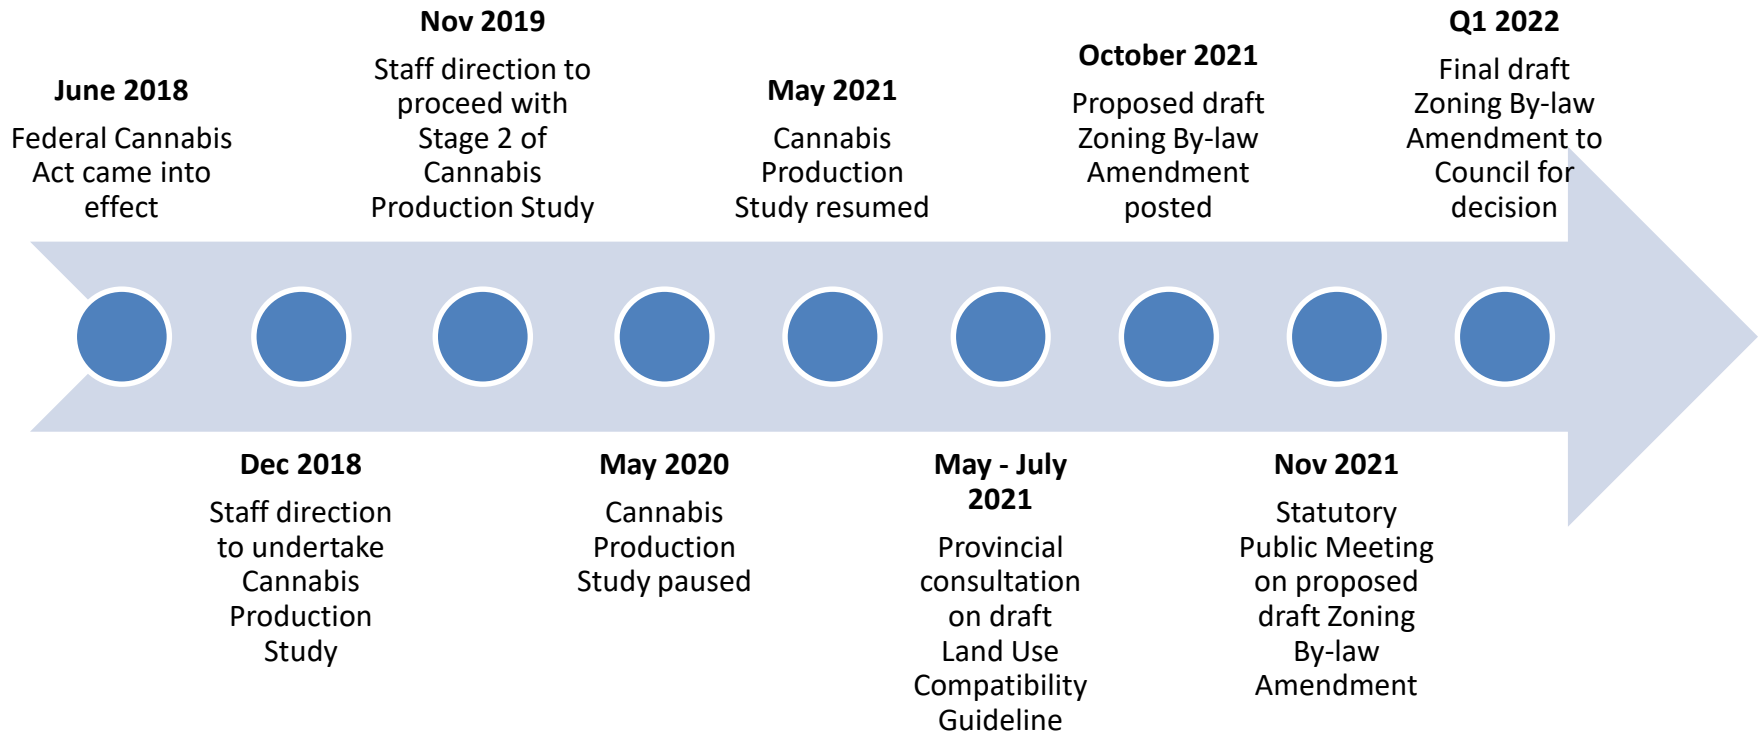 June 2018
Federal Cannabis
Act came into
effect
Dec 2018
Staff direction
to undertake
Cannabis
Production
Study
Nov 2019
Staff direction to
proceed with
Stage 2 of
Cannabis
Production Study
May 2020
Cannabis
Production
Study paused
May 2021
Cannabis
Production
Study resumed
May - July
2021
Provincial
consultation
on draft
Land Use
Compatibility
Guideline
October 2021
Proposed draft
Zoning By-law
Amendment
posted
Nov 2021
Statutory
Public Meeting
on proposed
draft Zoning
By-law
Amendment
Q1 2022
Final draft
Zoning By-law
Amendment to
Council for
decision